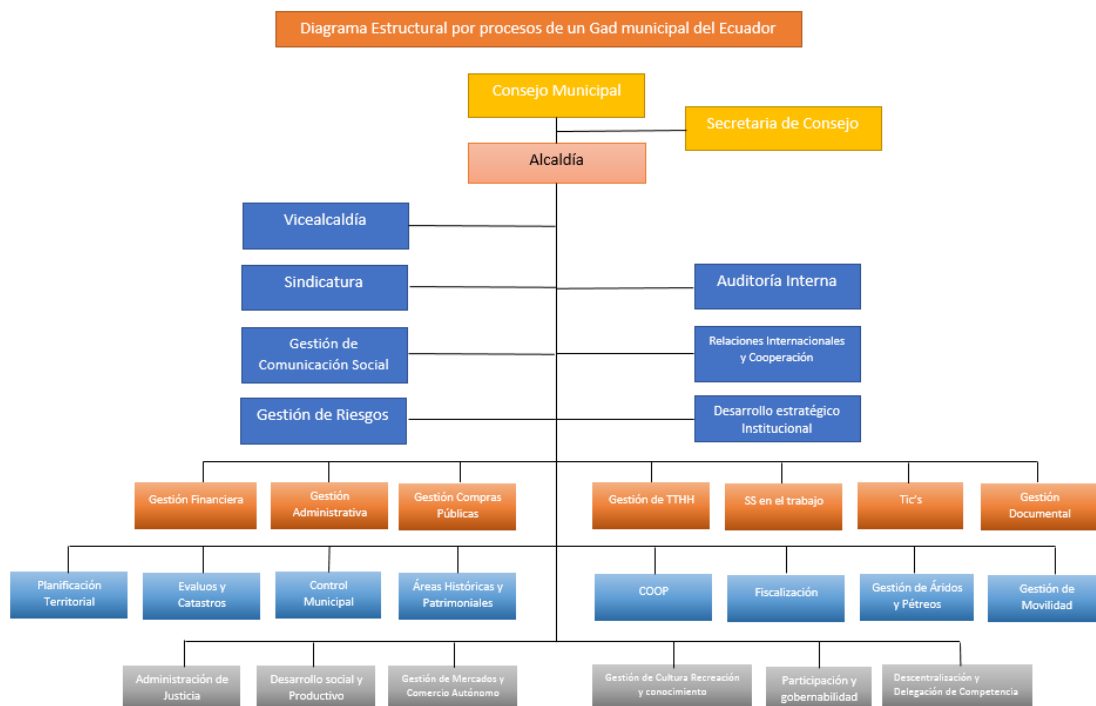 Diagrama Estructural por procesos de un Gad municipal del Ecuador
Consejo Municipal
Secretaria de Consejo
Alcaldía
Vicealcaldía
Sindicatura
Auditoría Interna
Gestión de
Comunicación Social
Relaciones Internacionales
y Cooperación
Gestión de Riesgos
Desarrollo estratégico
Institucional
Gestión Financiera
Gestión
Administrativa
Gestión Compras
Públicas
Gestión de TTHH
SS en el trabajo
Tic's
Gestión
Documental
Planificación
Territorial
Evaluos y
Catastros
Control
Municipal
Áreas Históricas y
Patrimoniales
COOP
Fiscalización
Gestión de Áridos
y Pétreos
Gestión de
Movilidad
Administración de
Justicia
Desarrollo social y
Productivo
Gestión de Mercados y
Comercio Autónomo
Gestión de Cultura Recreación
y conocimiento
Participación y
gobernabilidad
Descentralización y
Delegación de Competencia